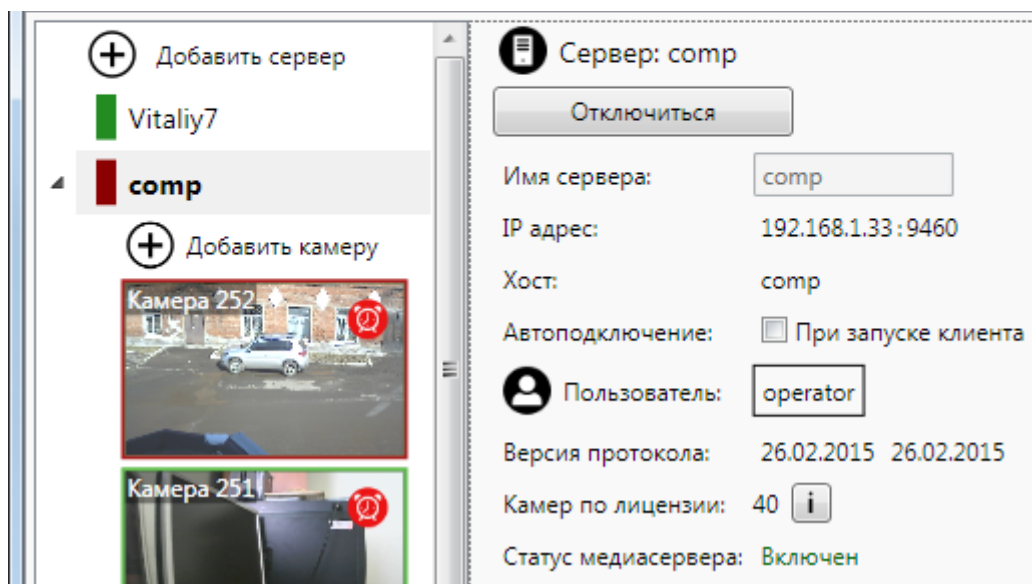 Добавить сервер
Vitaliy7
comp
Добавить камеру
Камера 252
Камера 251
Сервер: comp
Отключиться
Имя сервера: comp
IP адрес: 192.168.1.33:9460
Хост: comp
Автоподключение: При запуске клиента
Пользователь: operator
Версия протокола: 26.02.2015 26.02.2015
Камер по лицензии: 40 i
Статус медиасервера: Включен